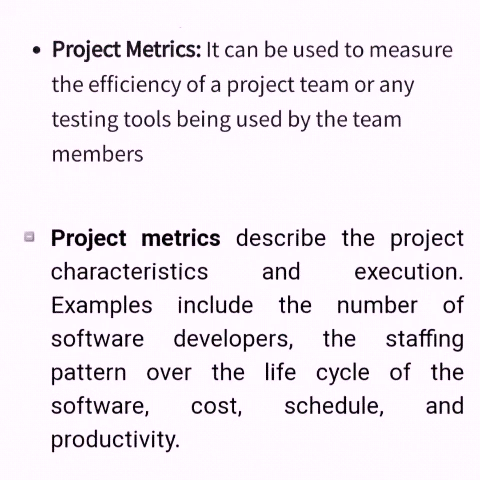 • Project Metrics: It can be used to measure
the efficiency of a project team or any
testing tools being used by the team
members
Project metrics describe the project
characteristics and execution.
Examples include the number of
software developers, the staffing
pattern over the life cycle of the
software, cost, schedule, and
productivity.